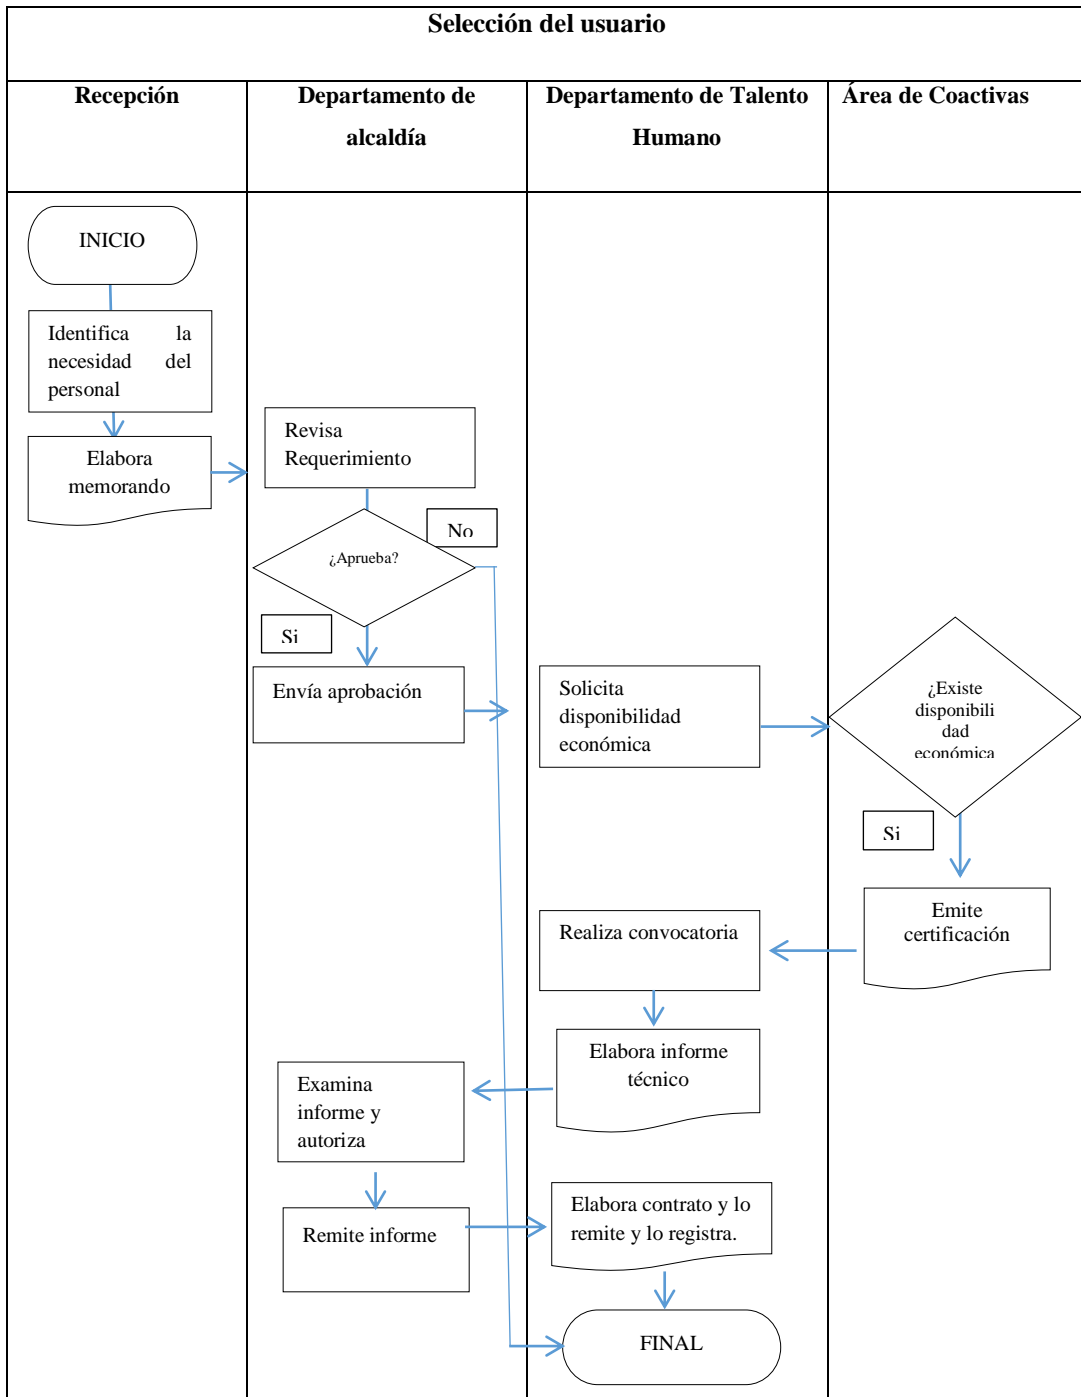 Selección del usuario
Recepción
Departamento de
alcaldía
Departamento de Talento
Humano
Área de Coactivas
INICIO
Identifica la
necesidad del
personal
Elabora
memorando
Revisa
Requerimiento
No
¿Aprueba?
Si
Envía aprobación
Solicita
disponibilidad
económica
¿Existe
disponibili
dad
económica
Si
Emite
certificación
Realiza convocatoria
Elabora informe
técnico
Examina
informe y
autoriza
Remite informe
Elabora contrato y lo
remite y lo registra.
FINAL